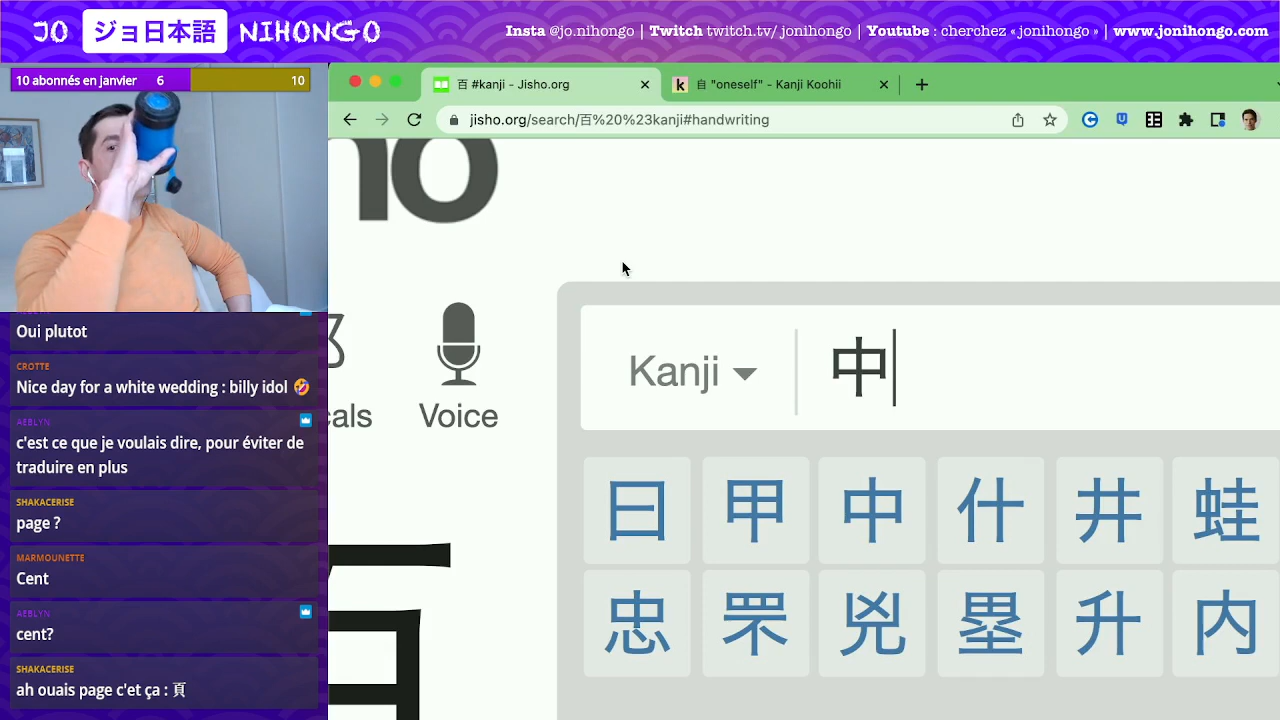 JO ジョ日本語 NIHONGO
Insta @jo.nihongo | Twitch twitch.tv/ jonihongo | Youtube : cherchez « jonihongo » | www.jonihongo.com
10 abonnés en janvier 6 10
百 #kanji - Jisho.org
k 自 "oneself" - Kanji Koohii
jisho.org/search/百%20%23kanji#handwriting
Voice
Kanji 中
曰 甲 中 什 井 蛙
忠 罘 兇 塁 升 内
Oui plutot
CROTTE
Nice day for a white wedding : billy idol 🤣
AEBLYN
c'est ce que je voulais dire, pour éviter de
traduire en plus
SHAKACERISE
page ?
MARMOUNETTE
Cent
AEBLYN
cent?
SHAKACERISE
ah ouais page c'et ça : 頁